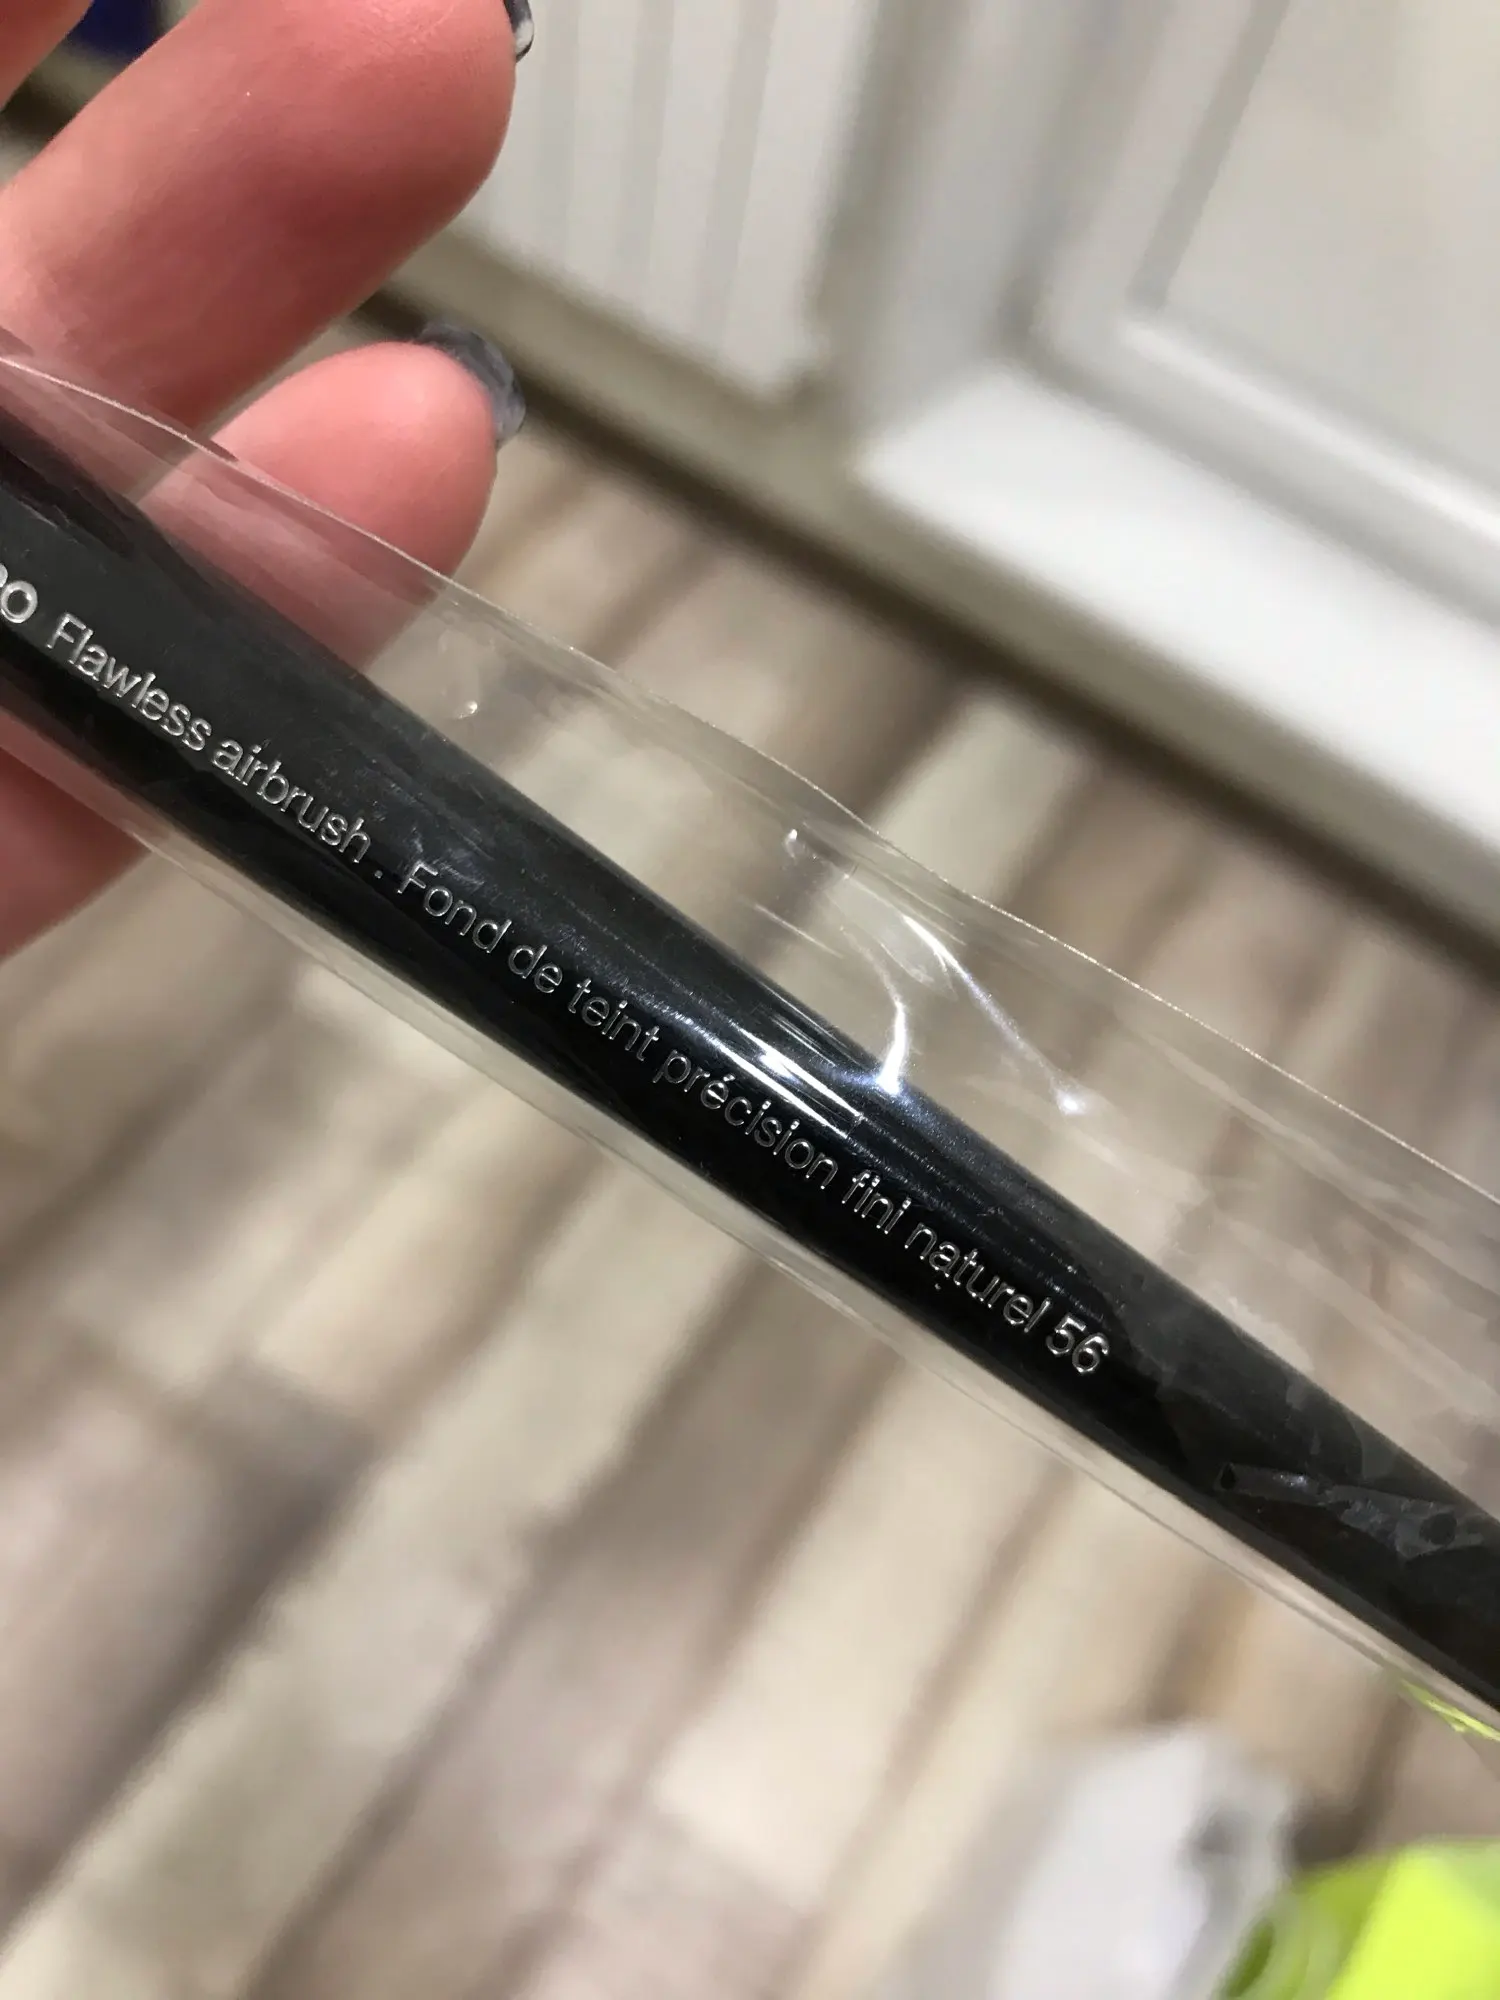 Flawless airbrush . Fond de teint précision fini naturel 56